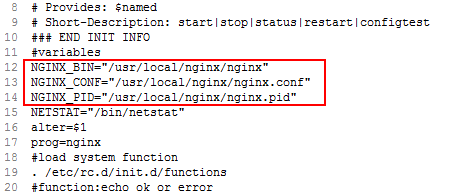 8 # Provides: $named
9 # Short-Description: start|stop|status|restart|configtest
10 ### END INIT INFO
11 #variables
12 NGINX_BIN="/usr/local/nginx/nginx"
13 NGINX_CONF="/usr/local/nginx/nginx.conf"
14 NGINX_PID="/usr/local/nginx/nginx.pid"
15 NETSTAT="/bin/netstat"
16 alter=$1
17 prog=nginx
18 #load system function
19 . /etc/rc.d/init.d/functions
20 #function:echo ok or error